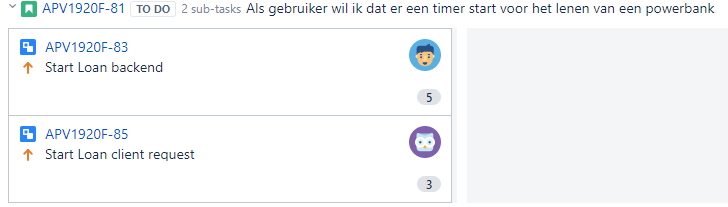 APV1920F-81 TO DO 2 sub-tasks Als gebruiker wil ik dat er een timer start voor het lenen van een powerbank
APV1920F-83
Start Loan backend
5
APV1920F-85
Start Loan client request
3